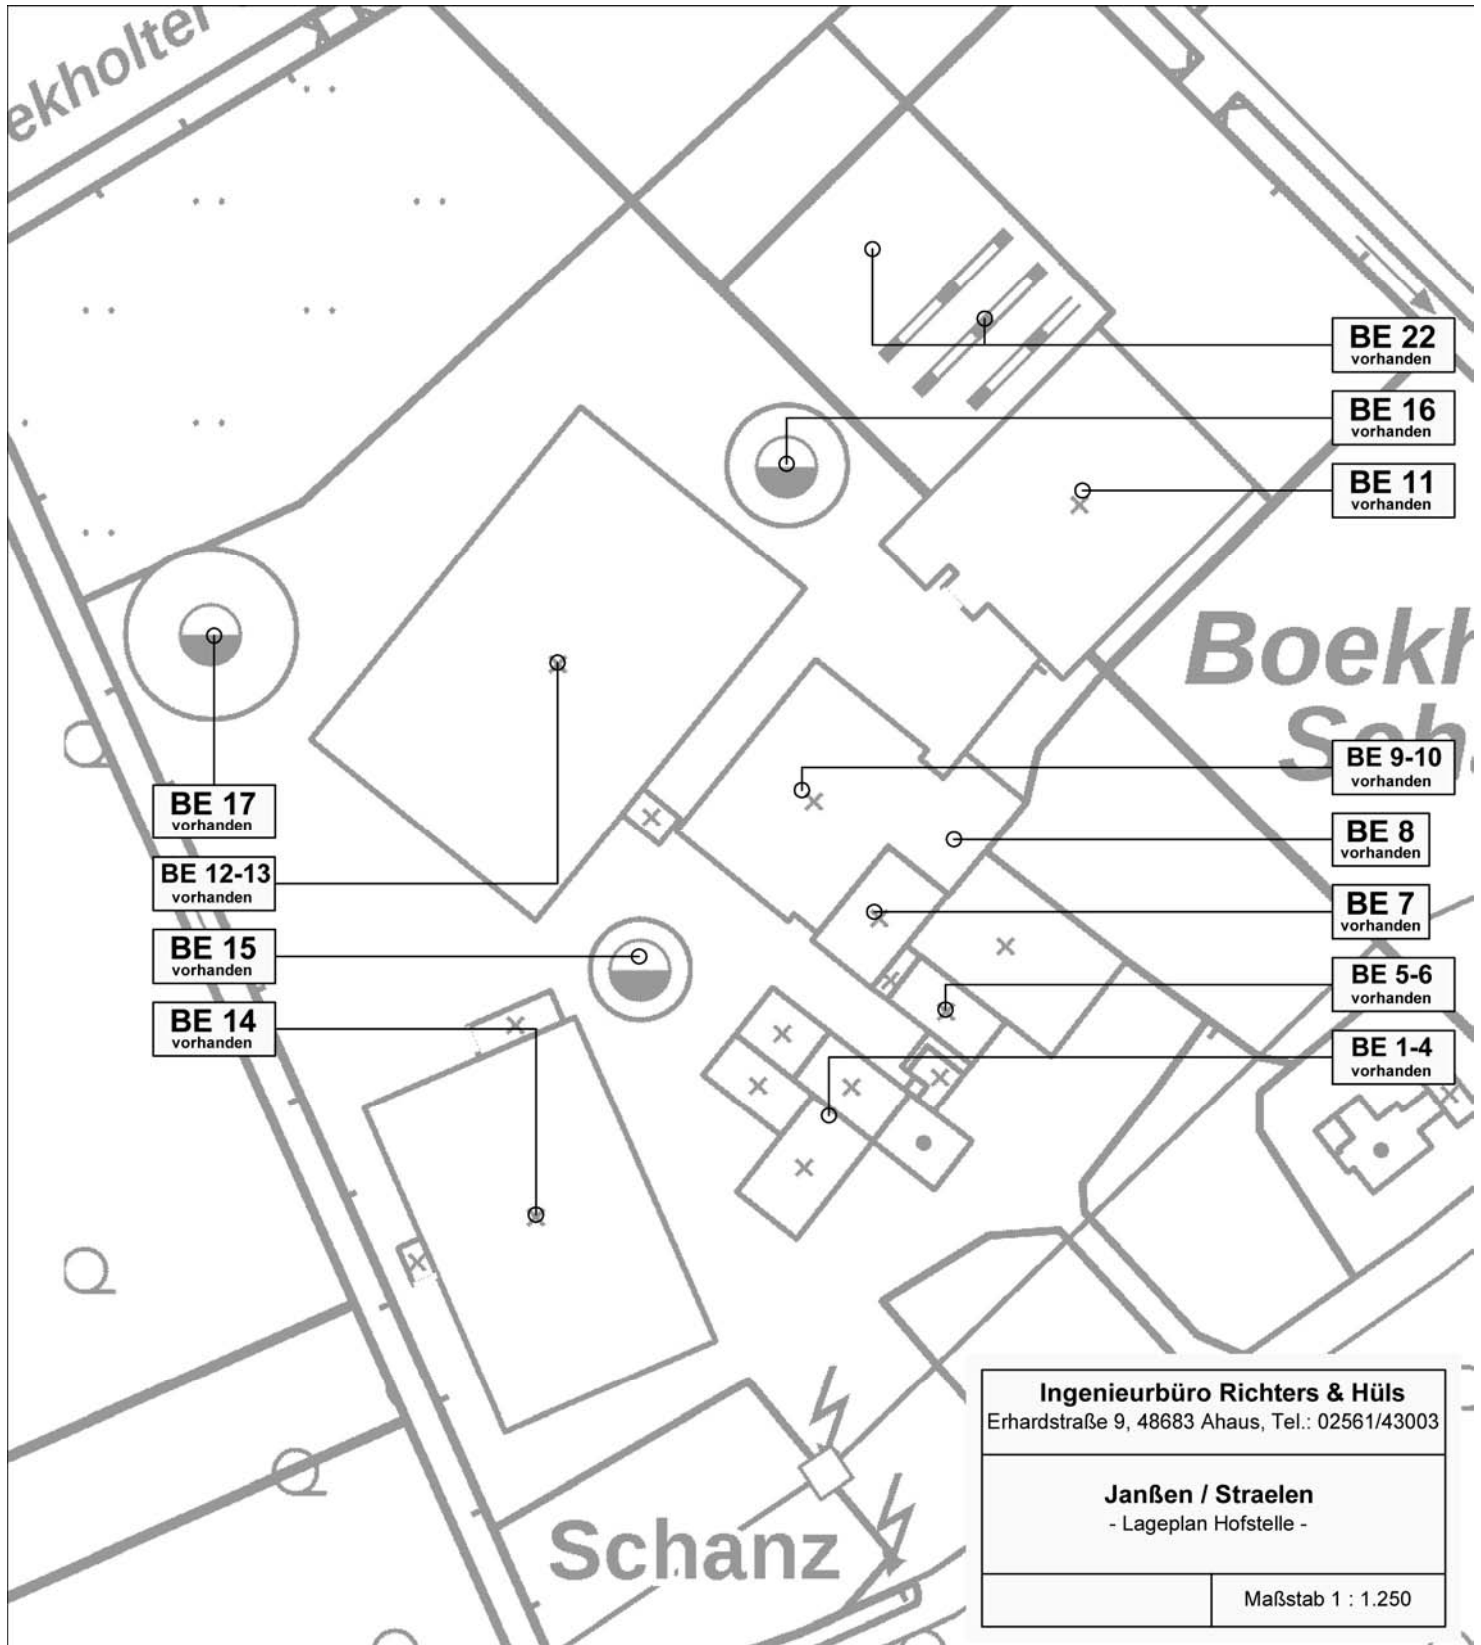 ekholter
BE 22
vorhanden
BE 16
vorhanden
BE 11
vorhanden
Boekh
Sch
BE 9-10
vorhanden
BE 17
vorhanden
BE 8
vorhanden
BE 12-13
vorhanden
BE 7
vorhanden
BE 15
vorhanden
BE 5-6
vorhanden
BE 14
vorhanden
BE 1-4
vorhanden
Schanz
Ingenieurbüro Richters & Hüls
Erhardstraße 9, 48683 Ahaus, Tel.: 02561/43003
Janßen / Straelen
- Lageplan Hofstelle -
Maßstab 1 : 1.250